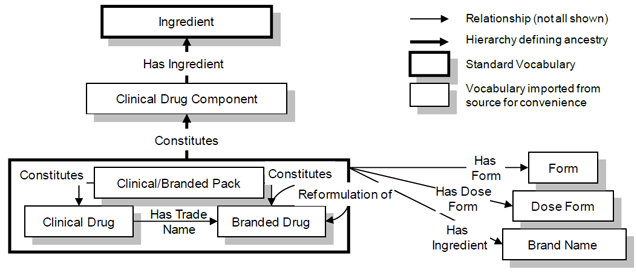 Ingredient
Has Ingredient
Clinical Drug Component
Constitutes
Constitutes
Clinical/Branded Pack
Constitutes
Reformulation of
Clinical Drug
Has Trade
Name
Branded Drug
Relationship (not all shown)
Hierarchy defining ancestry
Standard Vocabulary
Vocabulary imported from
source for convenience
Has
Form
Form
Has Dose
Form
Dose Form
Has
Ingredient
Brand Name